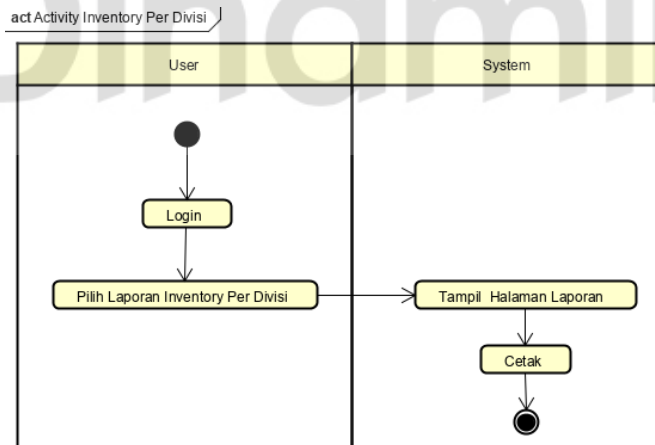 act Activity Inventory Per Divisi
User
System
Login
Pilih Laporan Inventory Per Divisi
Tampil Halaman Laporan
Cetak